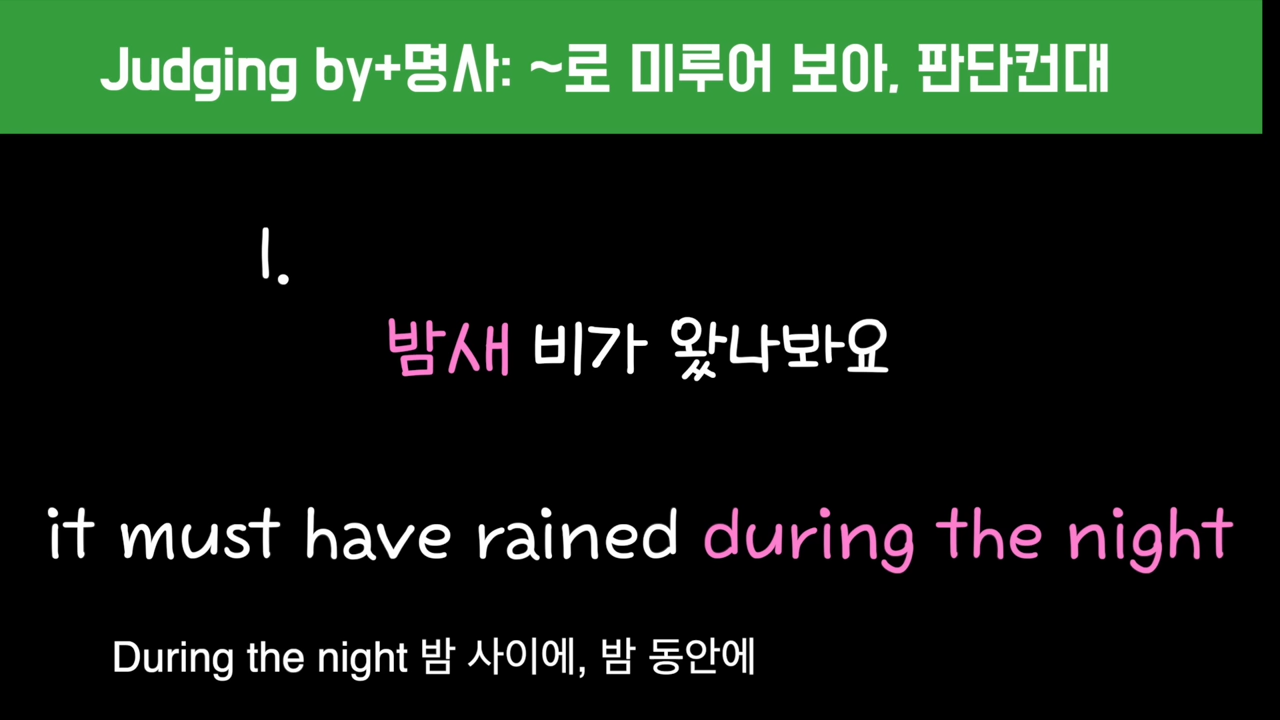 Judging by+명사: ~로 미루어 보아, 판단컨대
1.
밤새 비가 왔나봐요
it must have rained during the night
During the night 밤 사이에, 밤 동안에